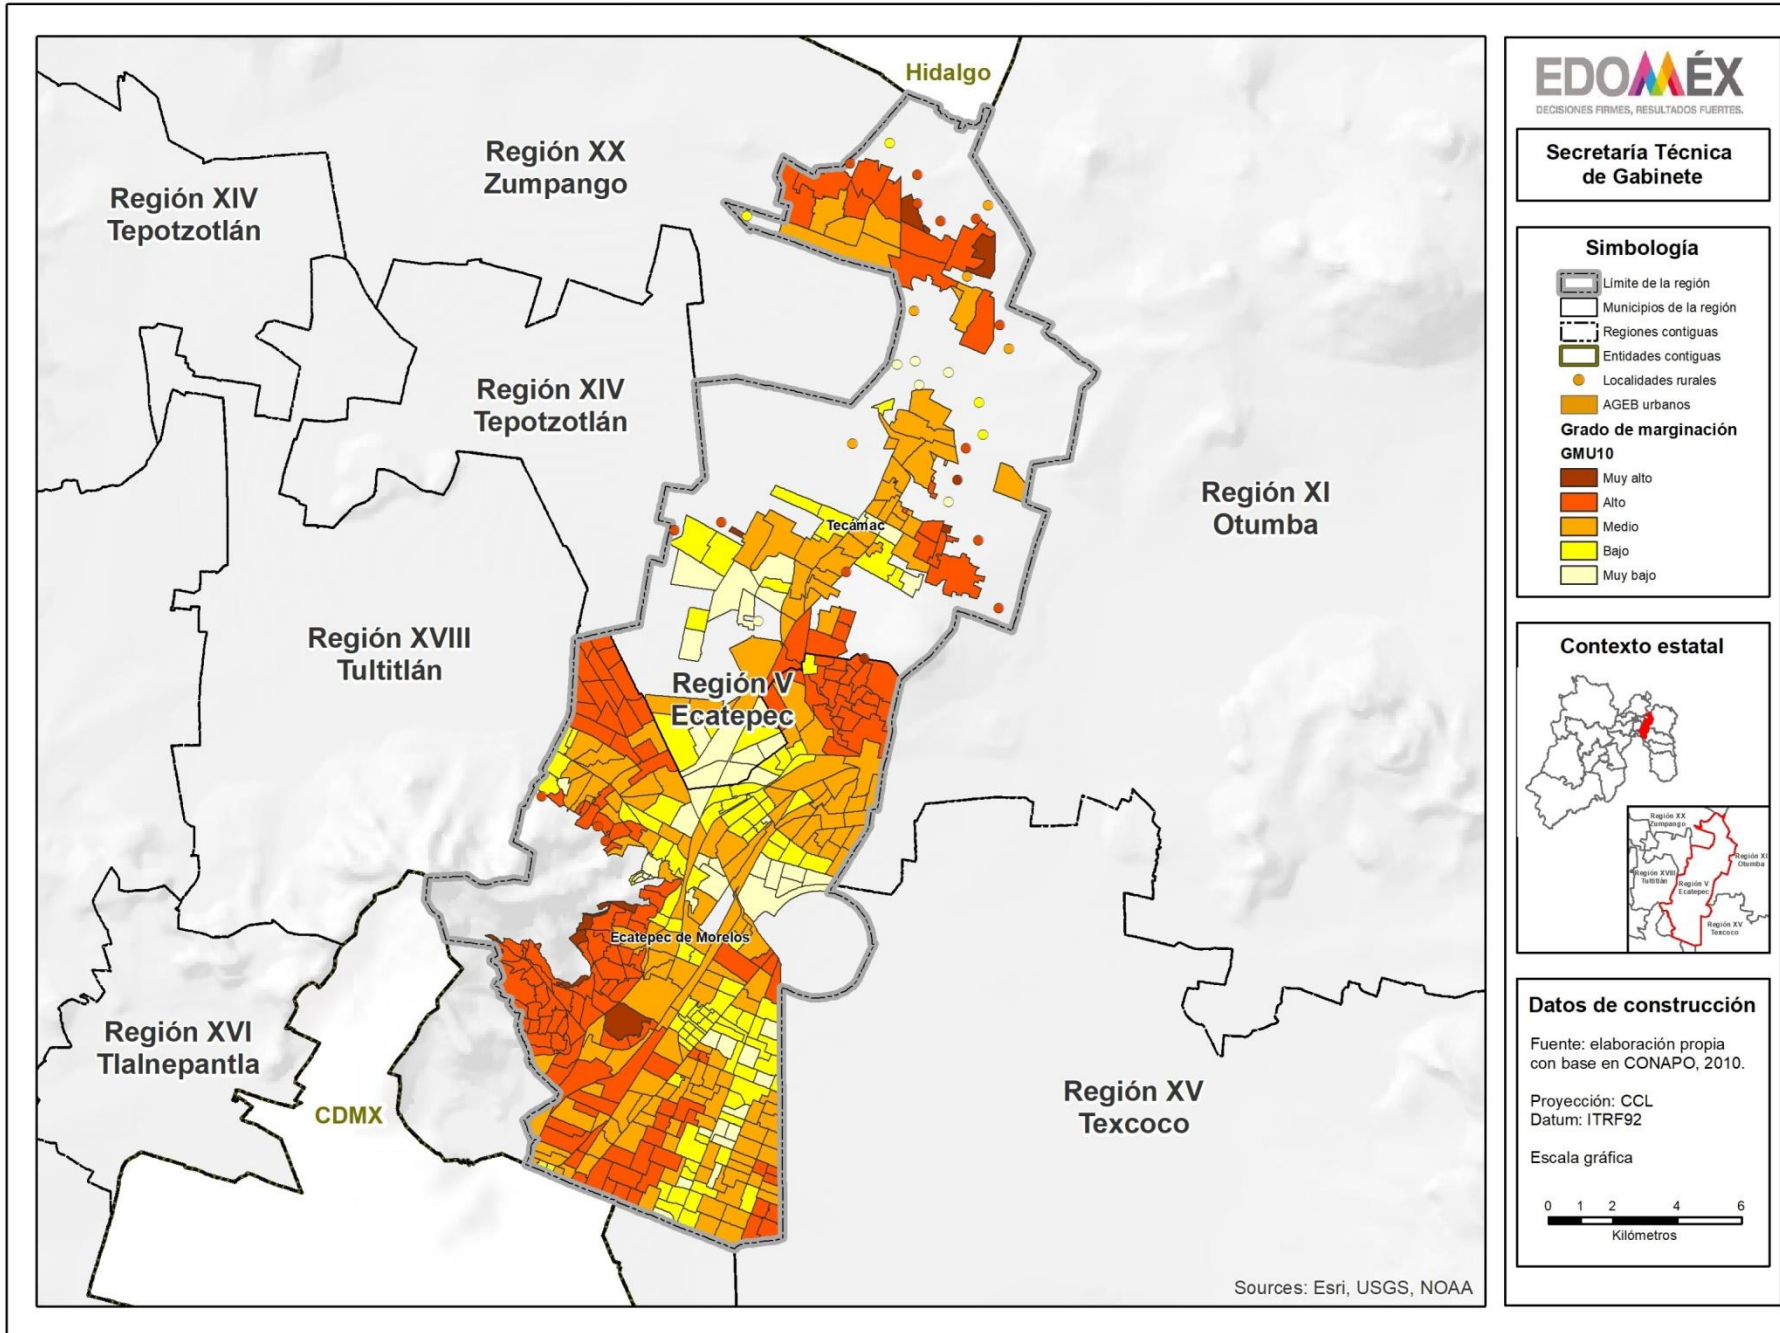 Hidalgo
Región XX
Zumpango
Región XIV
Tepotzotlán
Región XIV
Tepotzotlán
Región XI
Otumba
Tecámac
Región XVIII
Tultitlán
Región V
Ecatepec
Ecatepec de Morelos
Región XVI
Tlalnepantla
CDMX
Región XV
Texcoco
Sources: Esri, USGS, NOAA
EDOMÉX
DECISIONES FIRMES, RESULTADOS FUERTES.
Secretaría Técnica
de Gabinete
Simbología
Límite de la región
Municipios de la región
Regiones contiguas
Entidades contiguas
Localidades rurales
AGEB urbanos
Grado de marginación
GMU10
Muy alto
Alto
Medio
Bajo
Muy bajo
Contexto estatal
Región XX
Zumpango
Región XI
Otumba
Región XVIII
Tultitlán
Región V
Ecatepec
Región XV
Texcoco
Datos de construcción
Fuente: elaboración propia
con base en CONAPO, 2010.
Proyección: CCL
Datum: ITRF92
Escala gráfica
0 1 2 4 6
Kilómetros